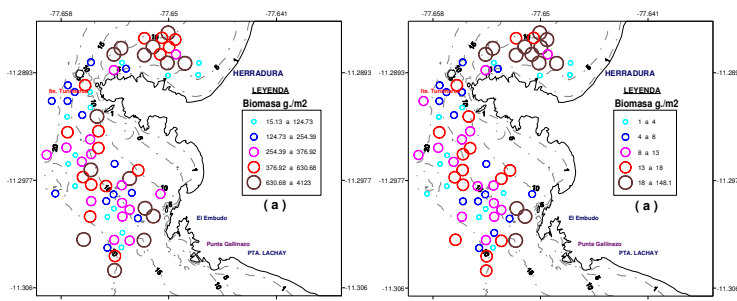 -77.658 -77.65 -77.641
-11.2893 -11.2893
HERRADURA
LEYENDA
Biomasa g./m2
15.13 a 124.73
124.73 a 254.39
254.39 a 376.92
376.92 a 630.68
630.68 a 4123
-11.2977 -11.2977
( a )
El Embudo
Punta Gallinazo
PTA. LACHAY
-11.306 -11.306
-77.658 -77.65 -77.641
-11.2893 -11.2893
HERRADURA
LEYENDA
Biomasa g./m2
1 a 4
4 a 8
8 a 13
13 a 18
18 a 148.1
-11.2977 -11.2977
( a )
El Embudo
Punta Gallinazo
PTA. LACHAY
-11.306 -11.306